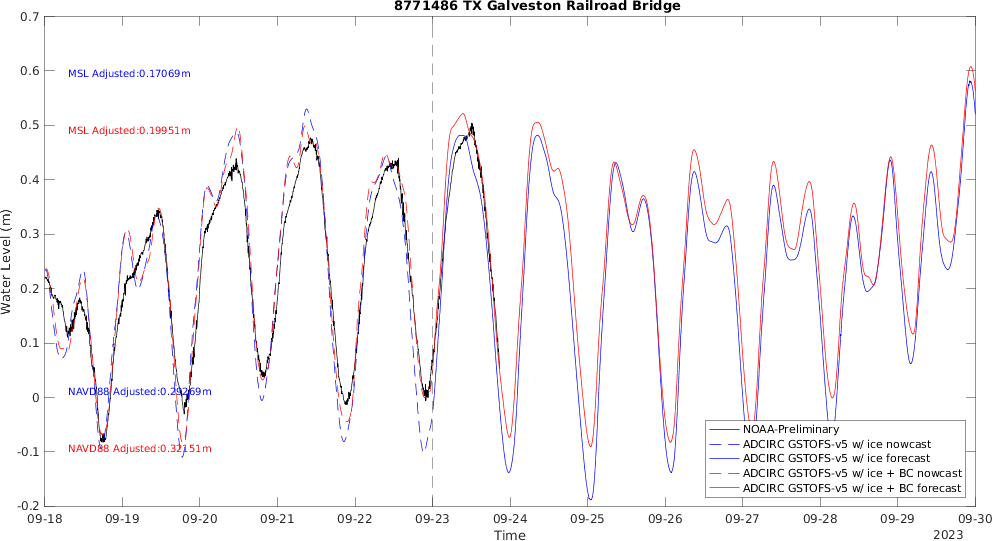 8771486 TX Galveston Railroad Bridge
0.7
0.6
0.5
0.4
0.3
0.2
0.1
0
-0.1
-0.2
Water Level (m)
MSL Adjusted:0.17069m
MSL Adjusted:0.19951m
NAVD88 Adjusted:0.29269m
NAVD88 Adjusted:0.32151m
NOAA-Preliminary
ADCIRC GSTOFS-v5 w/ ice nowcast
ADCIRC GSTOFS-v5 w/ ice forecast
ADCIRC GSTOFS-v5 w/ ice + BC nowcast
ADCIRC GSTOFS-v5 w/ ice + BC forecast
09-18 09-19 09-20 09-21 09-22 09-23 09-24 09-25 09-26 09-27 09-28 09-29 09-30
Time
2023